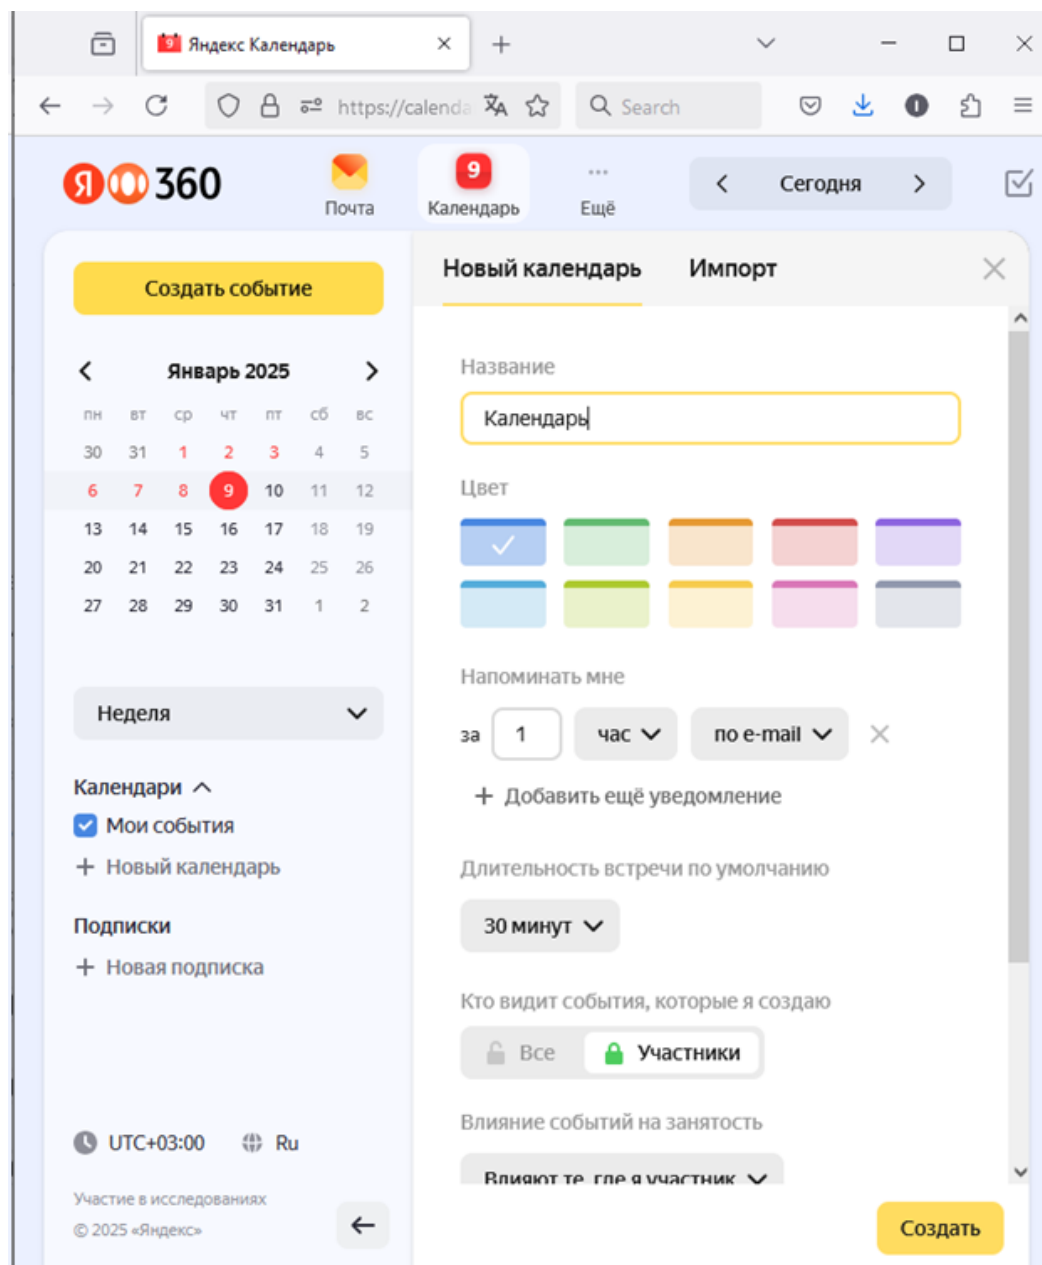 9 Яндекс Календарь
https://calenda
Search
Я 360
Почта
9
Календарь
Ещё
Сегодня
Создать событие
Январь 2025
пн вт ср чт пт сб вс
30 31 1 2 3 4 5
6 7 8 9 10 11 12
13 14 15 16 17 18 19
20 21 22 23 24 25 26
27 28 29 30 31 1 2
Неделя
Календари
Мои события
+ Новый календарь
Подписки
+ Новая подписка
UTC+03:00 Ru
Участие в исследованиях
© 2025 «Яндекс»
Новый календарь Импорт
Название
Календарь
Цвет
Напоминать мне
за 1 час по e-mail
+ Добавить ещё уведомление
Длительность встречи по умолчанию
30 минут
Кто видит события, которые я создаю
Все Участники
Влияние событий на занятость
Влияют те, где я участник
Создать